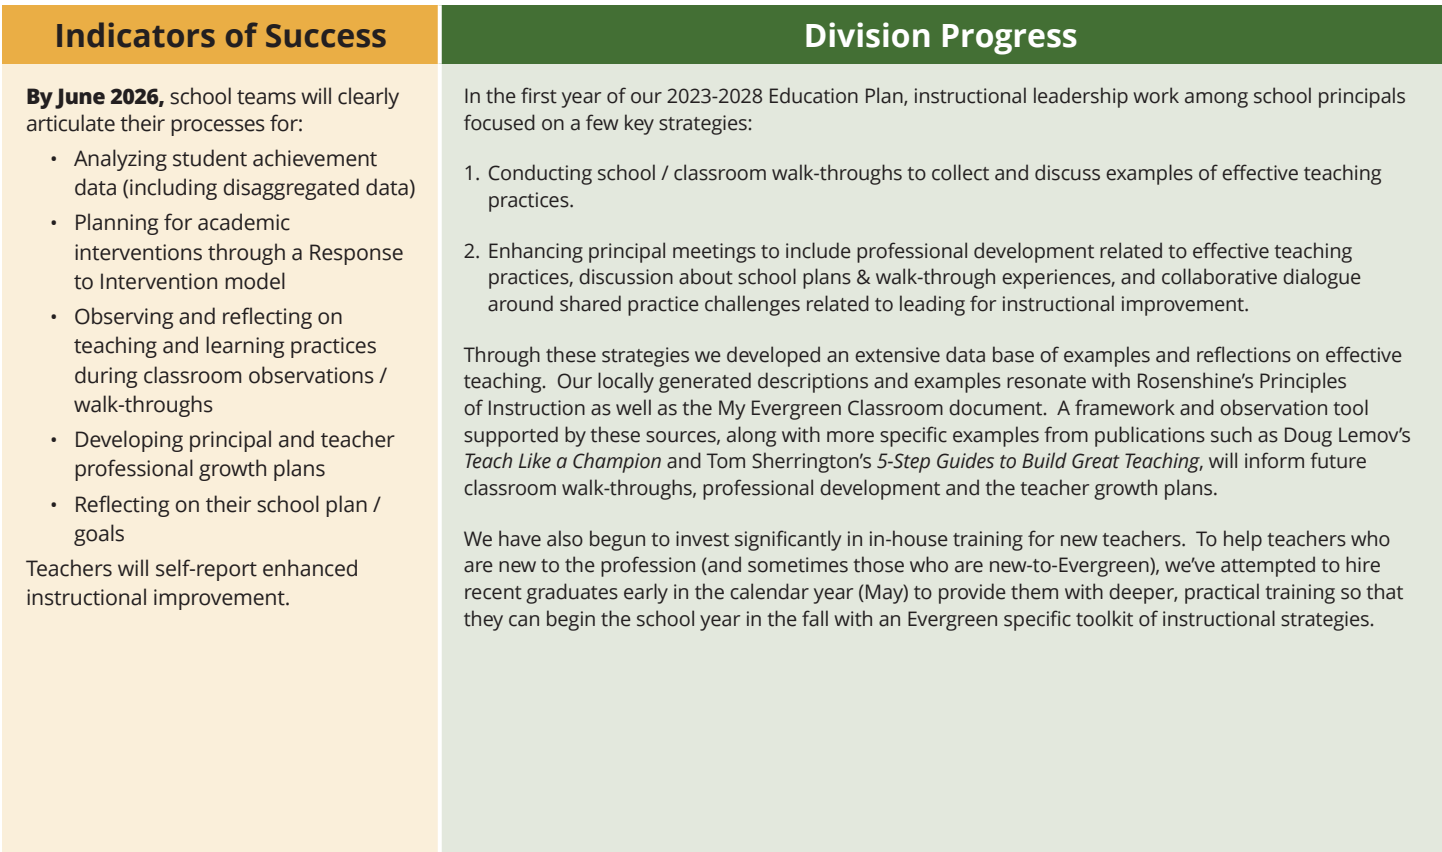 Indicators of Success
By June 2026, school teams will clearly
articulate their processes for:
• Analyzing student achievement
data (including disaggregated data)
• Planning for academic
interventions through a Response
to Intervention model
• Observing and reflecting on
teaching and learning practices
during classroom observations /
walk-throughs
• Developing principal and teacher
professional growth plans
• Reflecting on their school plan /
goals
Teachers will self-report enhanced
instructional improvement.
Division Progress
In the first year of our 2023-2028 Education Plan, instructional leadership work among school principals
focused on a few key strategies:
1. Conducting school / classroom walk-throughs to collect and discuss examples of effective teaching
practices.
2. Enhancing principal meetings to include professional development related to effective teaching
practices, discussion about school plans & walk-through experiences, and collaborative dialogue
around shared practice challenges related to leading for instructional improvement.
Through these strategies we developed an extensive data base of examples and reflections on effective
teaching.  Our locally generated descriptions and examples resonate with Rosenshine's Principles
of Instruction as well as the My Evergreen Classroom document.  A framework and observation tool
supported by these sources, along with more specific examples from publications such as Doug Lemov's
Teach Like a Champion and Tom Sherrington's 5-Step Guides to Build Great Teaching, will inform future
classroom walk-throughs, professional development and the teacher growth plans.
We have also begun to invest significantly in in-house training for new teachers.  To help teachers who
are new to the profession (and sometimes those who are new-to-Evergreen), we've attempted to hire
recent graduates early in the calendar year (May) to provide them with deeper, practical training so that
they can begin the school year in the fall with an Evergreen specific toolkit of instructional strategies.